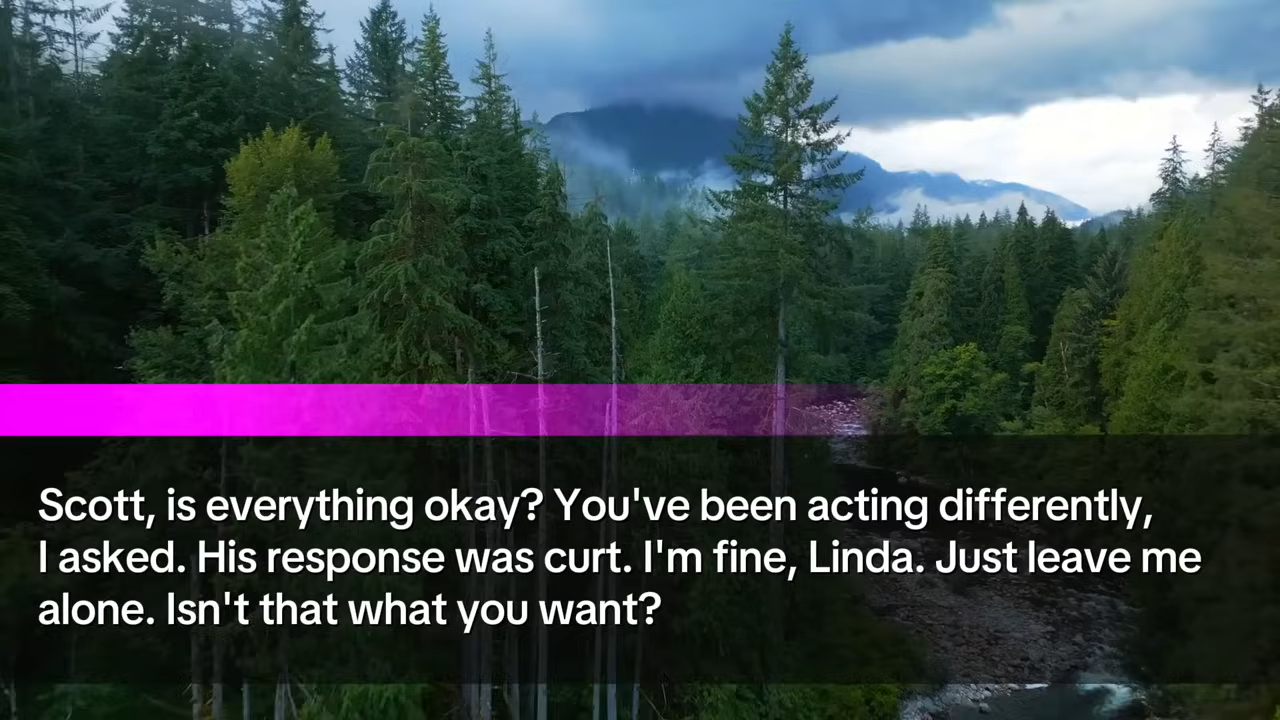 Scott, is everything okay? You've been acting differently,
I asked. His response was curt. I'm fine, Linda. Just leave me
alone. Isn't that what you want?